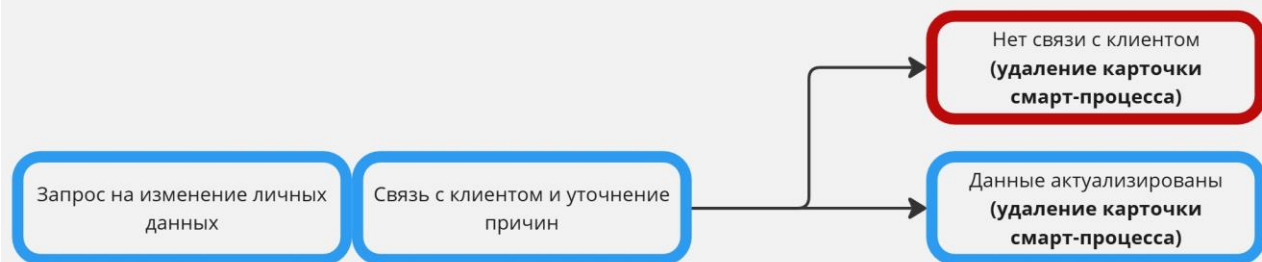 Нет связи с клиентом
(удаление карточки
смарт-процесса)
Запрос на изменение личных
данных
Связь с клиентом и уточнение
причин
Данные актуализированы
(удаление карточки
смарт-процесса)